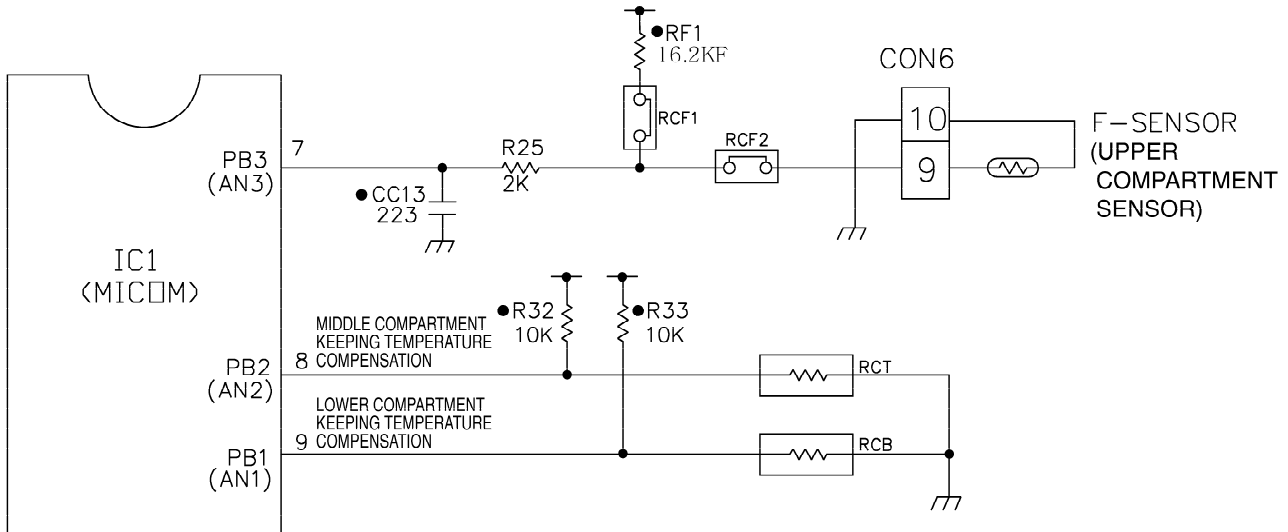 RF1
16.2KF
CON6
RCF1
10
F-SENSOR
(UPPER
COMPARTMENT
SENSOR)
PB3
(AN3)
7
R25
2K
RCF2
9
CC13
223
IC1
(MICOM)
R32
10K
R33
10K
MIDDLE COMPARTMENT
KEEPING TEMPERATURE
COMPENSATION
8
PB2
(AN2)
RCT
LOWER COMPARTMENT
KEEPING TEMPERATURE
COMPENSATION
9
PB1
(AN1)
RCB